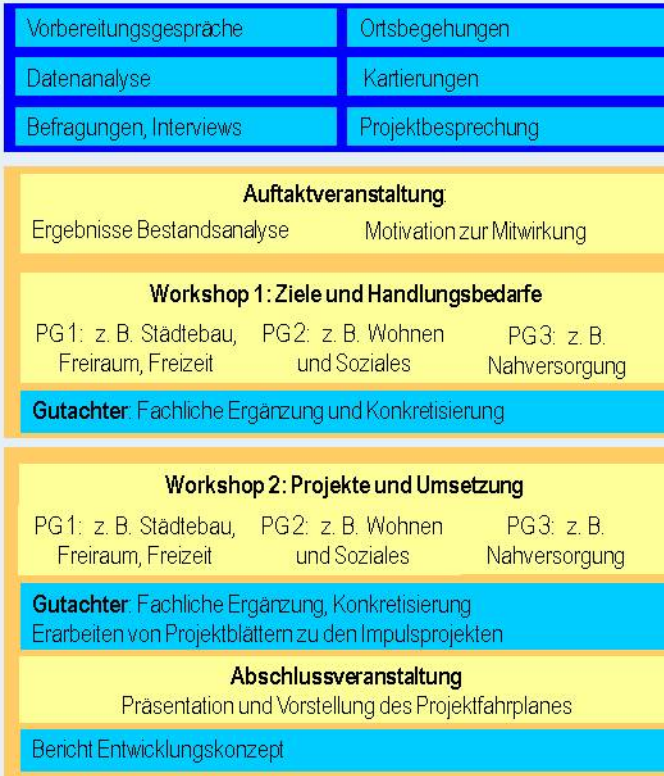 Vorbereitungsgespräche
Ortsbegehungen
Datenanalyse
Kartierungen
Befragungen, Interviews
Projektbesprechung
Auftaktveranstaltung:
Ergebnisse Bestandsanalyse
Motivation zur Mitwirkung
Workshop 1: Ziele und Handlungsbedarfe
PG1: z. B. Städtebau,
Freiraum, Freizeit
PG2: z. B. Wohnen
und Soziales
PG3: z. B.
Nahversorgung
Gutachter: Fachliche Ergänzung und Konkretisierung
Workshop 2: Projekte und Umsetzung
PG1: z. B. Städtebau,
Freiraum, Freizeit
PG2: z. B. Wohnen
und Soziales
PG3: z. B.
Nahversorgung
Gutachter: Fachliche Ergänzung, Konkretisierung
Erarbeiten von Projektblättern zu den Impulsprojekten
Abschlussveranstaltung
Präsentation und Vorstellung des Projektfahrplanes
Bericht Entwicklungskonzept